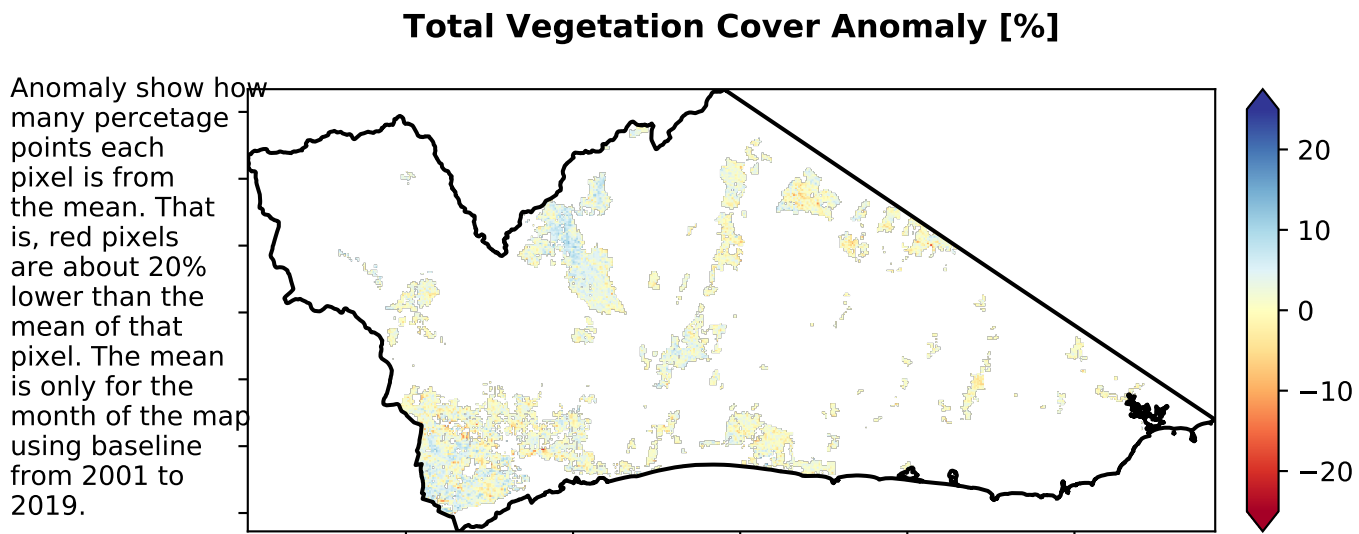 Total Vegetation Cover Anomaly [%]
Anomaly show how
many percetage
points each
pixel is from
the mean. That
is, red pixels
are about 20%
lower than the
mean of that
pixel. The mean
is only for the
month of the map
using baseline
from 2001 to
2019.
20
10
0
−10
−20